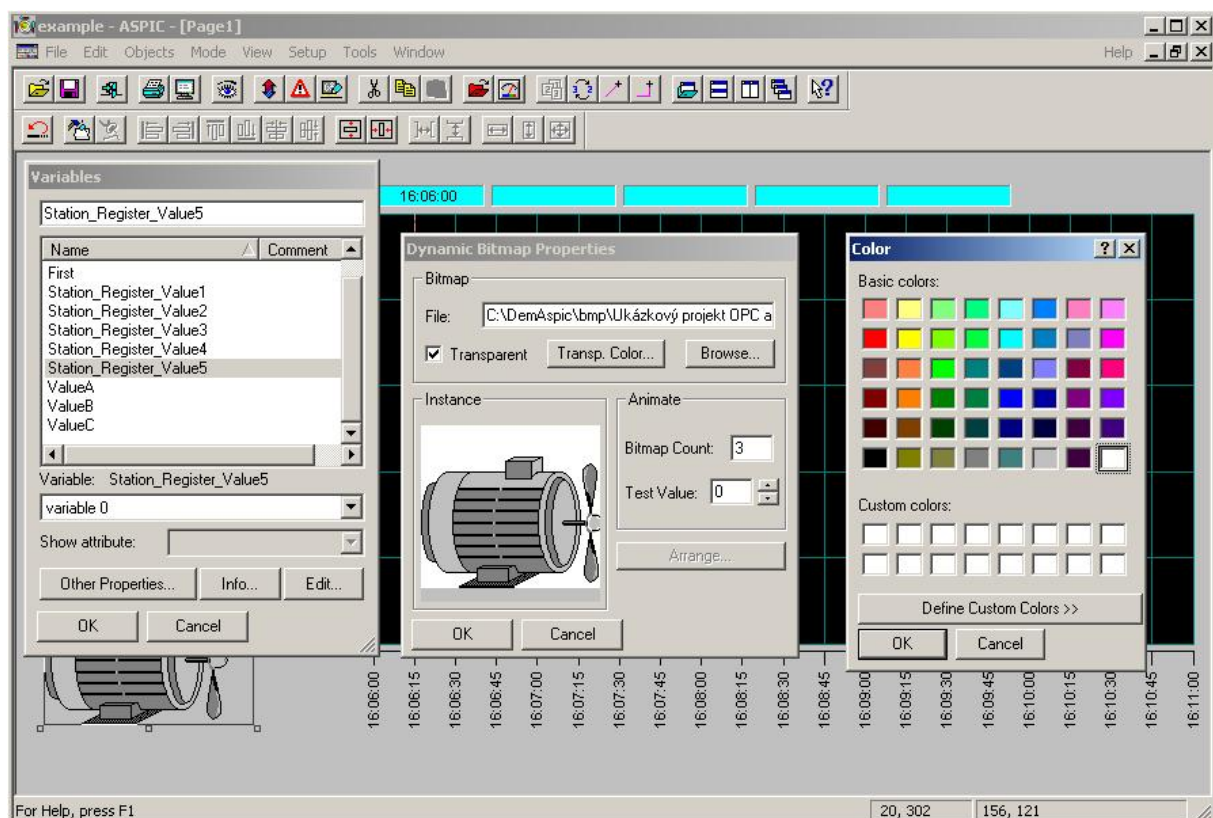 example - ASPIC - [Page1]
File Edit Objects Mode View Setup Tools Window Help
Variables
Station_Register_Value5
Name Comment
First
Station_Register_Value1
Station_Register_Value2
Station_Register_Value3
Station_Register_Value4
Station_Register_Value5
ValueA
ValueB
ValueC
Variable: Station_Register_Value5
variable 0
Show attribute:
Other Properties... Info... Edit...
OK Cancel
16:06:00
Dynamic Bitmap Properties
Bitmap
File: C:\DemAspic\bmp\Ukázkový projekt OPC a
Transparent Transp. Color... Browse...
Instance
Animate
Bitmap Count: 3
Test Value: 0
Arrange...
OK Cancel
Color
Basic colors:
Custom colors:
Define Custom Colors >>
OK Cancel
16:06:00 16:06:15 16:06:30 16:06:45 16:07:00 16:07:15 16:07:30 16:07:45 16:08:00 16:08:15 16:08:30 16:08:45 16:09:00 16:09:15 16:09:30 16:09:45 16:10:00 16:10:15 16:10:30 16:10:45 16:11:00
For Help, press F1
20, 302 156, 121